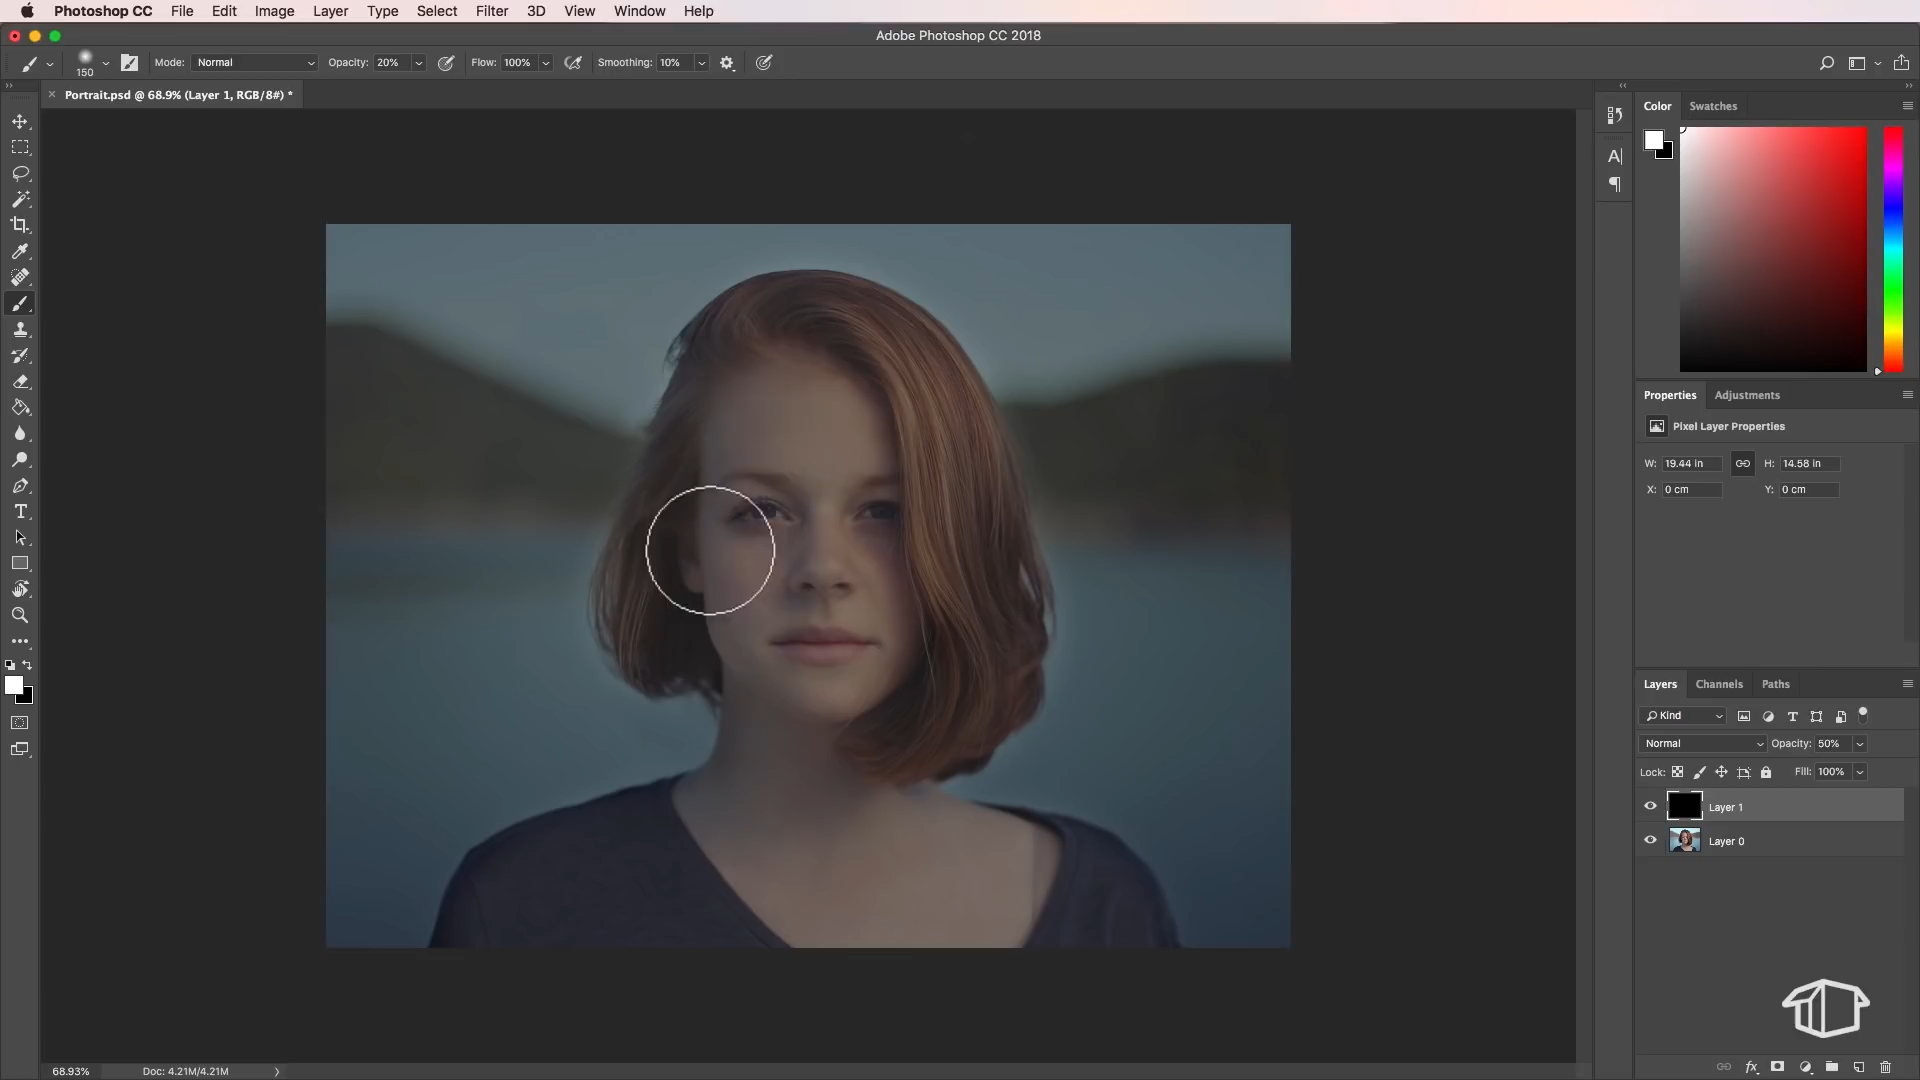 Photoshop CC File Edit Image Layer Type Select Filter 3D View Window Help
Adobe Photoshop CC 2018
150 Mode: Normal Opacity: 20% Flow: 100% Smoothing: 10%
Portrait.psd @ 68.9% (Layer 1, RGB/8#) *
Color Swatches
Properties Adjustments
Pixel Layer Properties
W: 19.44 in H: 14.58 in
X: 0 cm Y: 0 cm
Layers Channels Paths
Kind
Normal Opacity: 50%
Lock: Fill: 100%
Layer 1
Layer 0
68.93% Doc: 4.21M/4.21M